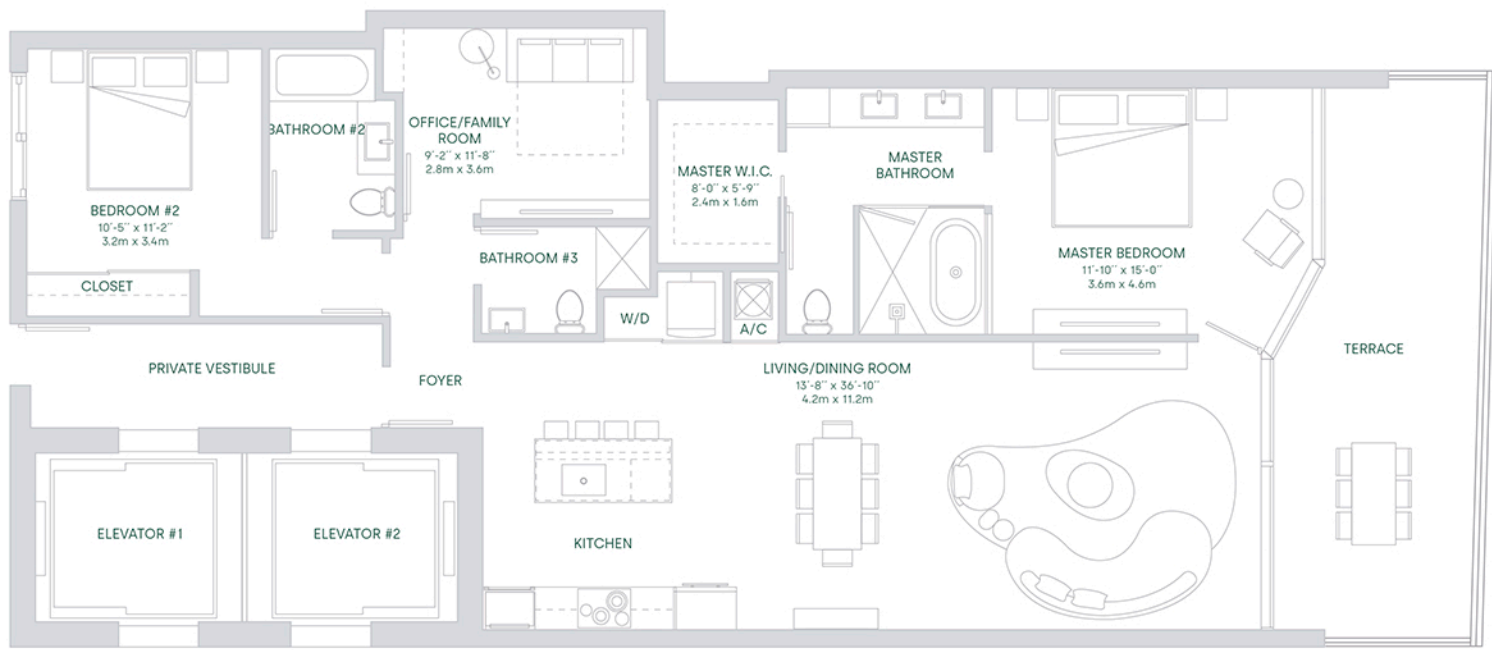 BATHROOM #2
OFFICE/FAMILY
ROOM
9'-2'' x 11'-8''
2.8m x 3.6m
BEDROOM #2
10'-5'' x 11'-2''
3.2m x 3.4m
CLOSET
MASTER W.I.C.
8'-0'' x 5'-9''
2.4m x 1.6m
MASTER
BATHROOM
BATHROOM #3
MASTER BEDROOM
11'-10'' x 15'-0''
3.6m x 4.6m
W/D
A/C
TERRACE
PRIVATE VESTIBULE
FOYER
LIVING/DINING ROOM
13'-8'' x 36'-10''
4.2m x 11.2m
ELEVATOR #1
ELEVATOR #2
KITCHEN